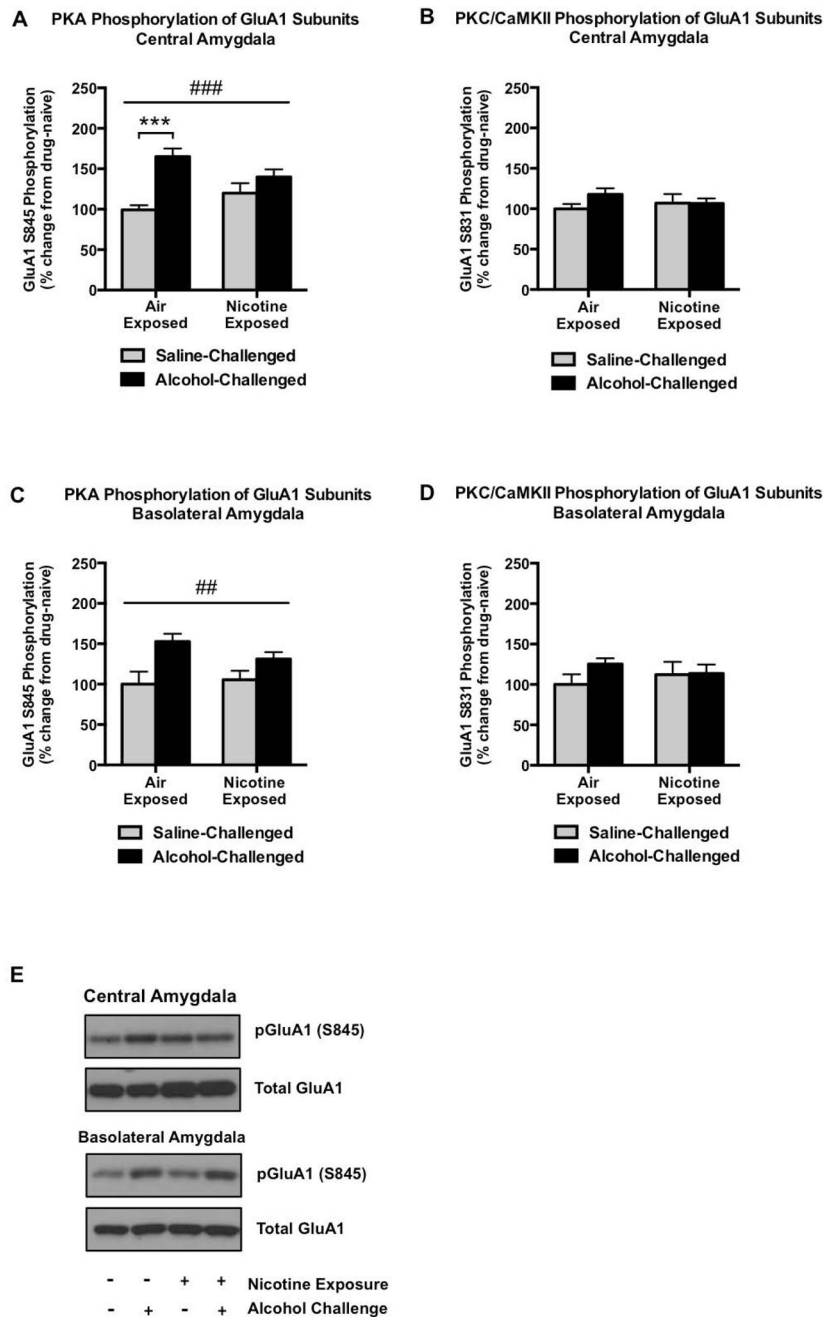 A
PKA Phosphorylation of GluA1 Subunits
Central Amygdala
GluA1 S845 Phosphorylation
(% change from drug-naive)
250
200
150
100
50
0
###
***
Air
Exposed
Nicotine
Exposed
Saline-Challenged
Alcohol-Challenged
B
PKC/CaMKII Phosphorylation of GluA1 Subunits
Central Amygdala
GluA1 S831 Phosphorylation
(% change from drug-naive)
250
200
150
100
50
0
Air
Exposed
Nicotine
Exposed
Saline-Challenged
Alcohol-Challenged
C
PKA Phosphorylation of GluA1 Subunits
Basolateral Amygdala
GluA1 S845 Phosphorylation
(% change from drug-naive)
250
200
150
100
50
0
##
Air
Exposed
Nicotine
Exposed
Saline-Challenged
Alcohol-Challenged
D
PKC/CaMKII Phosphorylation of GluA1 Subunits
Basolateral Amygdala
GluA1 S831 Phosphorylation
(% change from drug-naive)
250
200
150
100
50
0
Air
Exposed
Nicotine
Exposed
Saline-Challenged
Alcohol-Challenged
E
Central Amygdala
pGluA1 (S845)
Total GluA1
Basolateral Amygdala
pGluA1 (S845)
Total GluA1
- - + + Nicotine Exposure
- + - + Alcohol Challenge